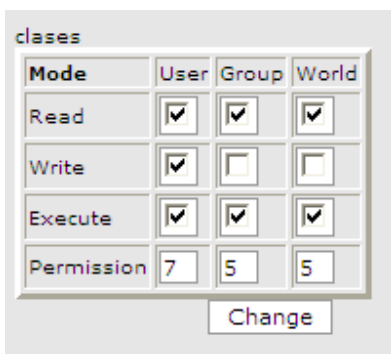 clases
Mode User Group World
Read
Write
Execute
Permission 7 5 5
Change